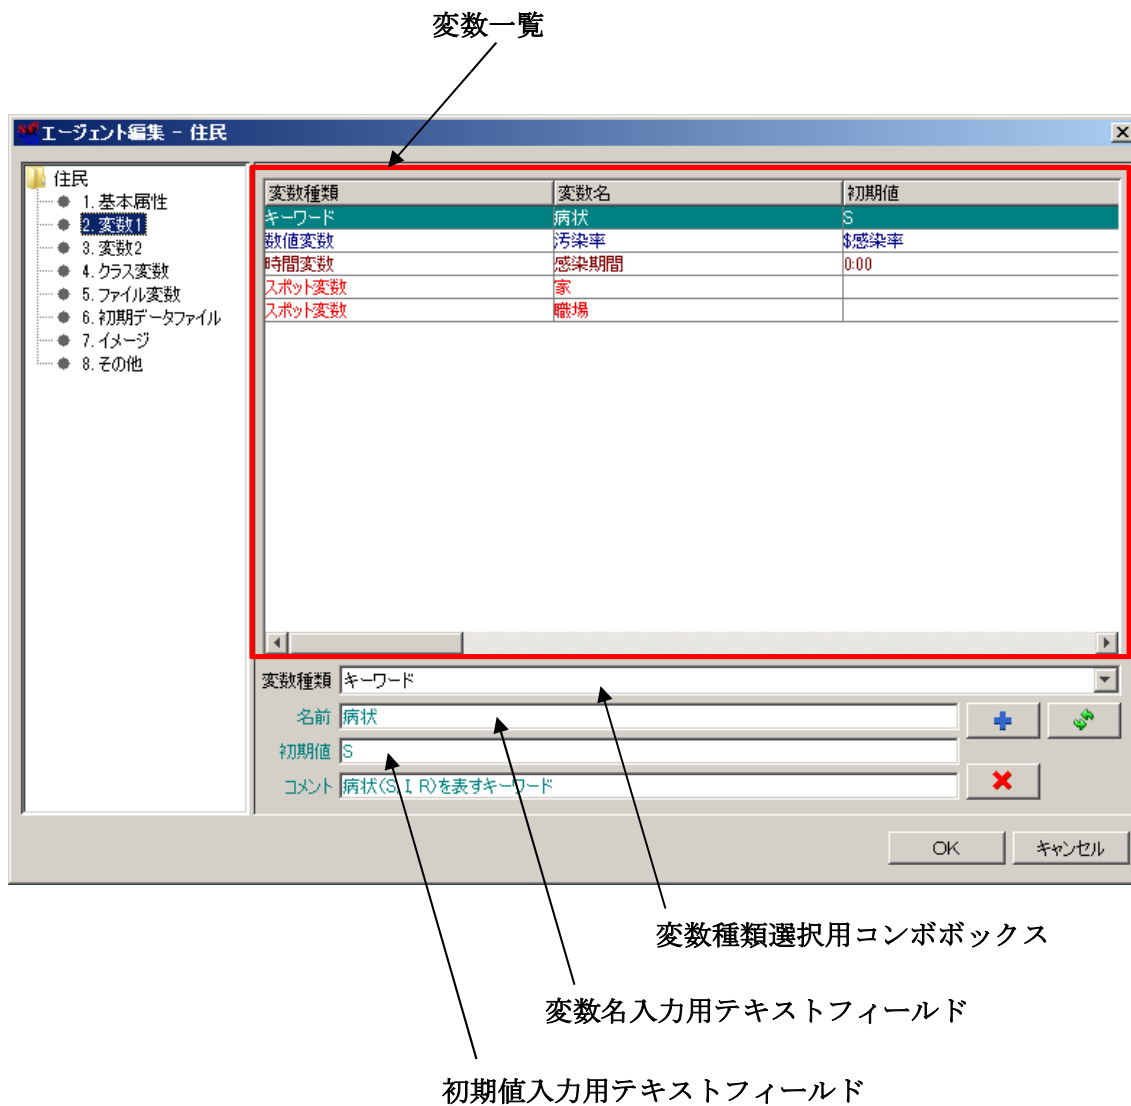 変数一覧
エージェント編集 - 住民
住民
1. 基本属性
2. 変数1
3. 変数2
4. クラス変数
5. ファイル変数
6. 初期データファイル
7. イメージ
8. その他
変数種類 変数名 初期値
キーワード 病状 S
数値変数 汚染率 $感染率
時間変数 感染期間 0:00
スポット変数 家
スポット変数 職場
変数種類 キーワード
名前 病状
初期値 S
コメント 病状(S, I R)を表すキーワード
OK キャンセル
変数種類選択用コンボボックス
変数名入力用テキストフィールド
初期値入力用テキストフィールド